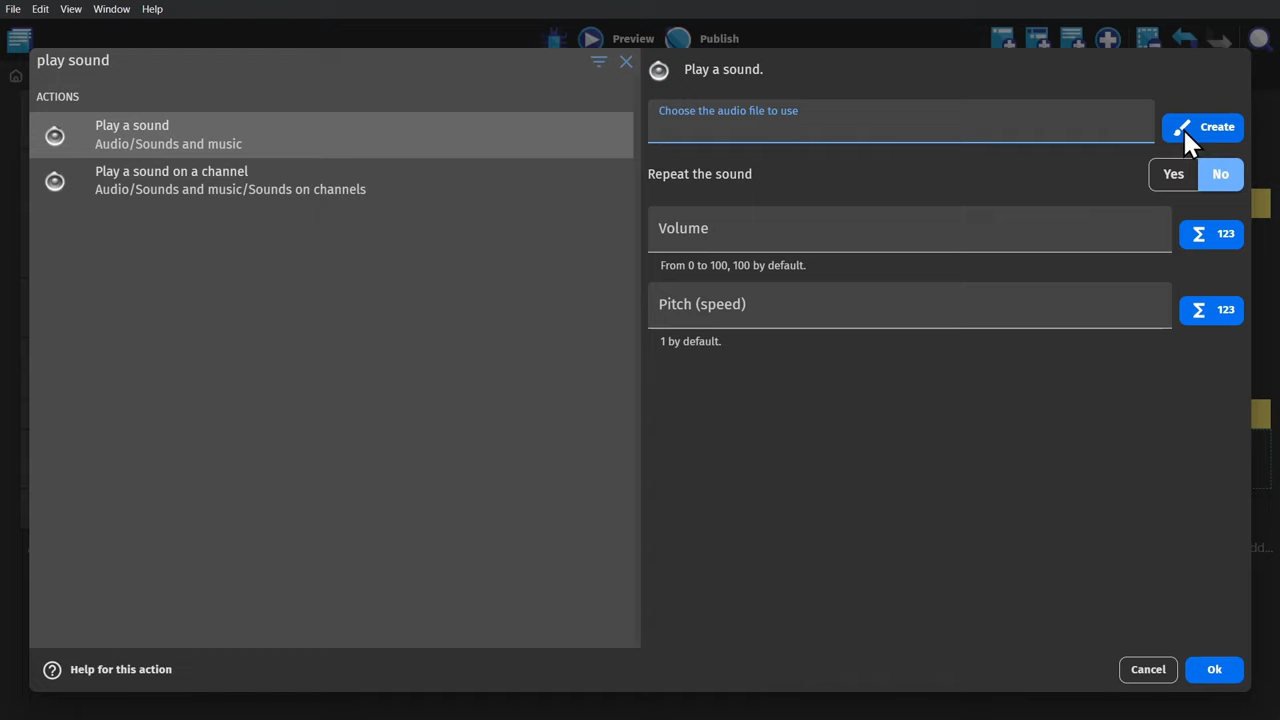 File Edit View Window Help
Preview Publish
play sound
ACTIONS
Play a sound
Audio/Sounds and music
Play a sound on a channel
Audio/Sounds and music/Sounds on channels
Help for this action
Play a sound.
Choose the audio file to use
Create
Repeat the sound
Yes No
Volume
123
From 0 to 100, 100 by default.
Pitch (speed)
123
1 by default.
Cancel Ok